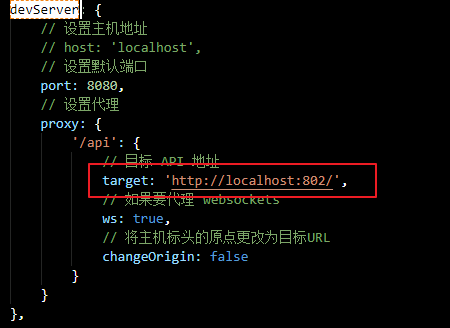 devServer: {
// 设置主机地址
// host: 'localhost',
// 设置默认端口
port: 8080,
// 设置代理
proxy: {
'/api': {
// 目标 API 地址
target: 'http://localhost:802/',
// 如果要代理 websockets
ws: true,
// 将主机标头的原点更改为目标URL
changeOrigin: false
}
}
},